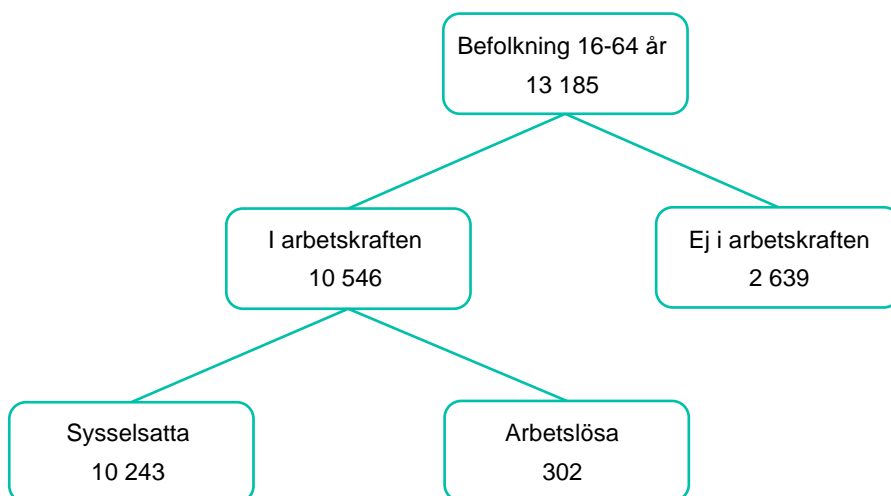 Befolkning 16-64 år
13 185
I arbetskraften
10 546
Ej i arbetskraften
2 639
Sysselsatta
10 243
Arbetslösa
302